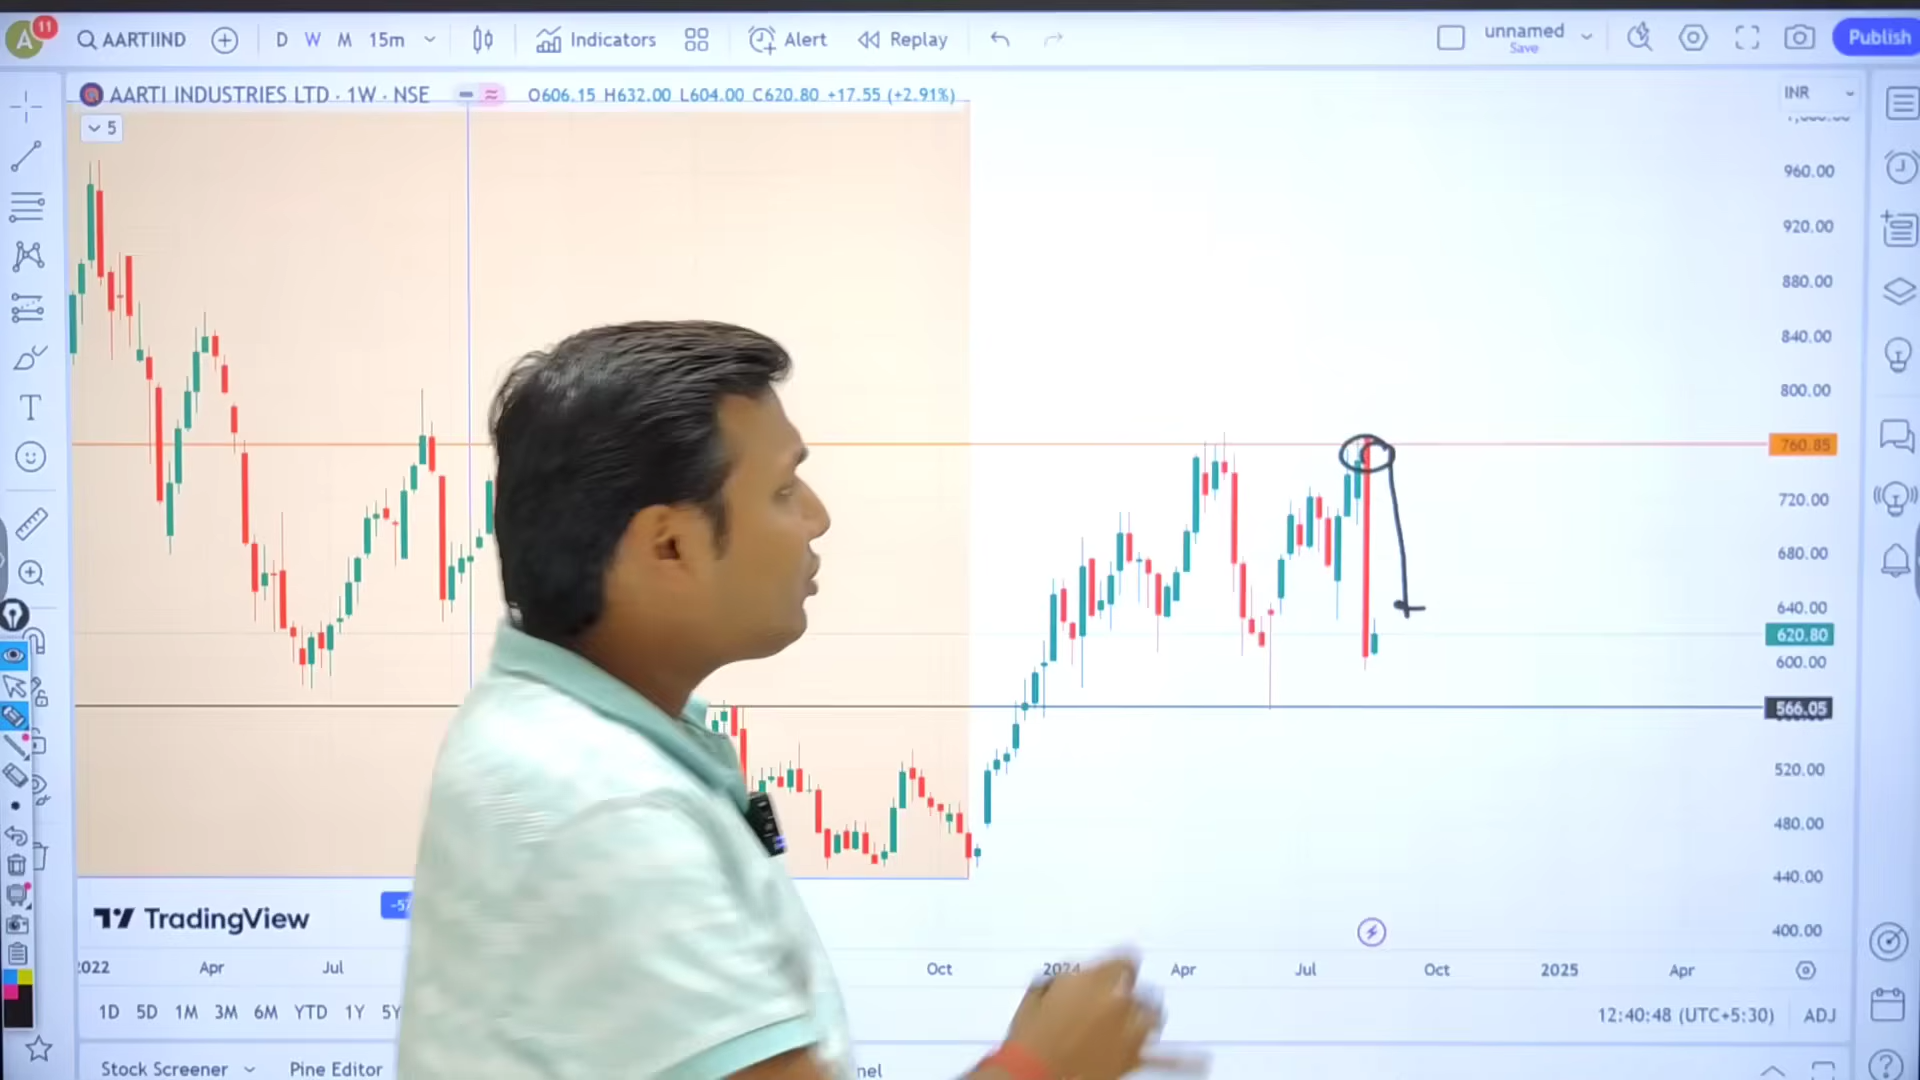 A 11 AARTIIND D W M 15m Indicators Alert Replay unnamed Save Publish
AARTI INDUSTRIES LTD · 1W · NSE O606.15 H632.00 L604.00 C620.80 +17.55 (+2.91%) INR
5
960.00
920.00
880.00
840.00
800.00
760.85
720.00
680.00
640.00
620.80
600.00
566.05
520.00
480.00
440.00
400.00
TradingView
2022 Apr Jul Oct 2024 Apr Jul Oct 2025 Apr
1D 5D 1M 3M 6M YTD 1Y 5Y 12:40:48 (UTC+5:30) ADJ
Stock Screener Pine Editor